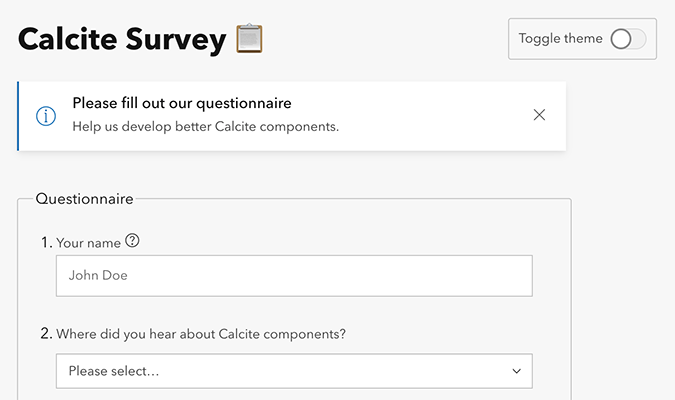 Calcite Survey 📋
Toggle theme
Please fill out our questionnaire
Help us develop better Calcite components.
Questionnaire
1. Your name
John Doe
2. Where did you hear about Calcite components?
Please select...